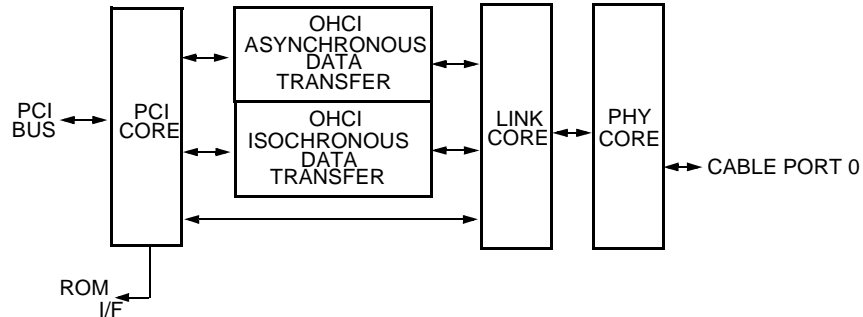 OHCI
ASYNCHRONOUS
DATA
TRANSFER
PCI
BUS
PCI
CORE
OHCI
ISOCHRONOUS
DATA
TRANSFER
LINK
CORE
PHY
CORE
CABLE PORT 0
ROM
I/F